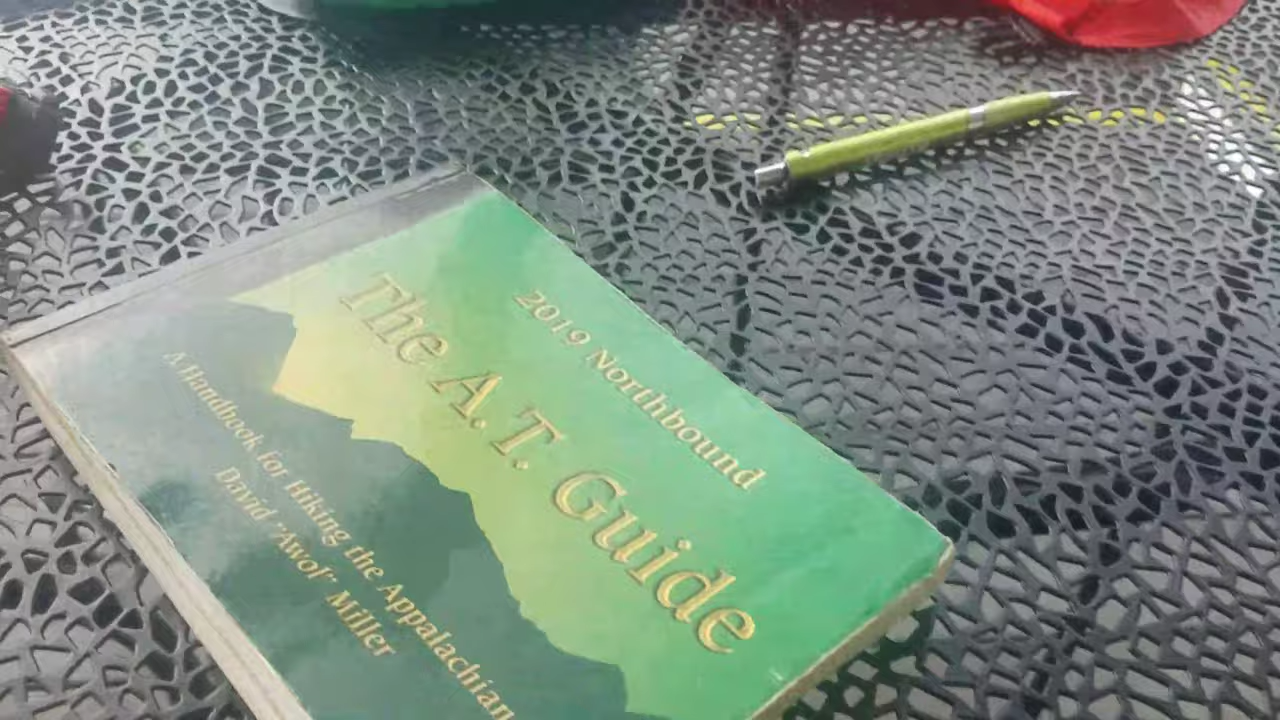 2019 Northbound
The A.T. Guide
A Handbook for Hiking the Appalachian
David "Awol" Miller